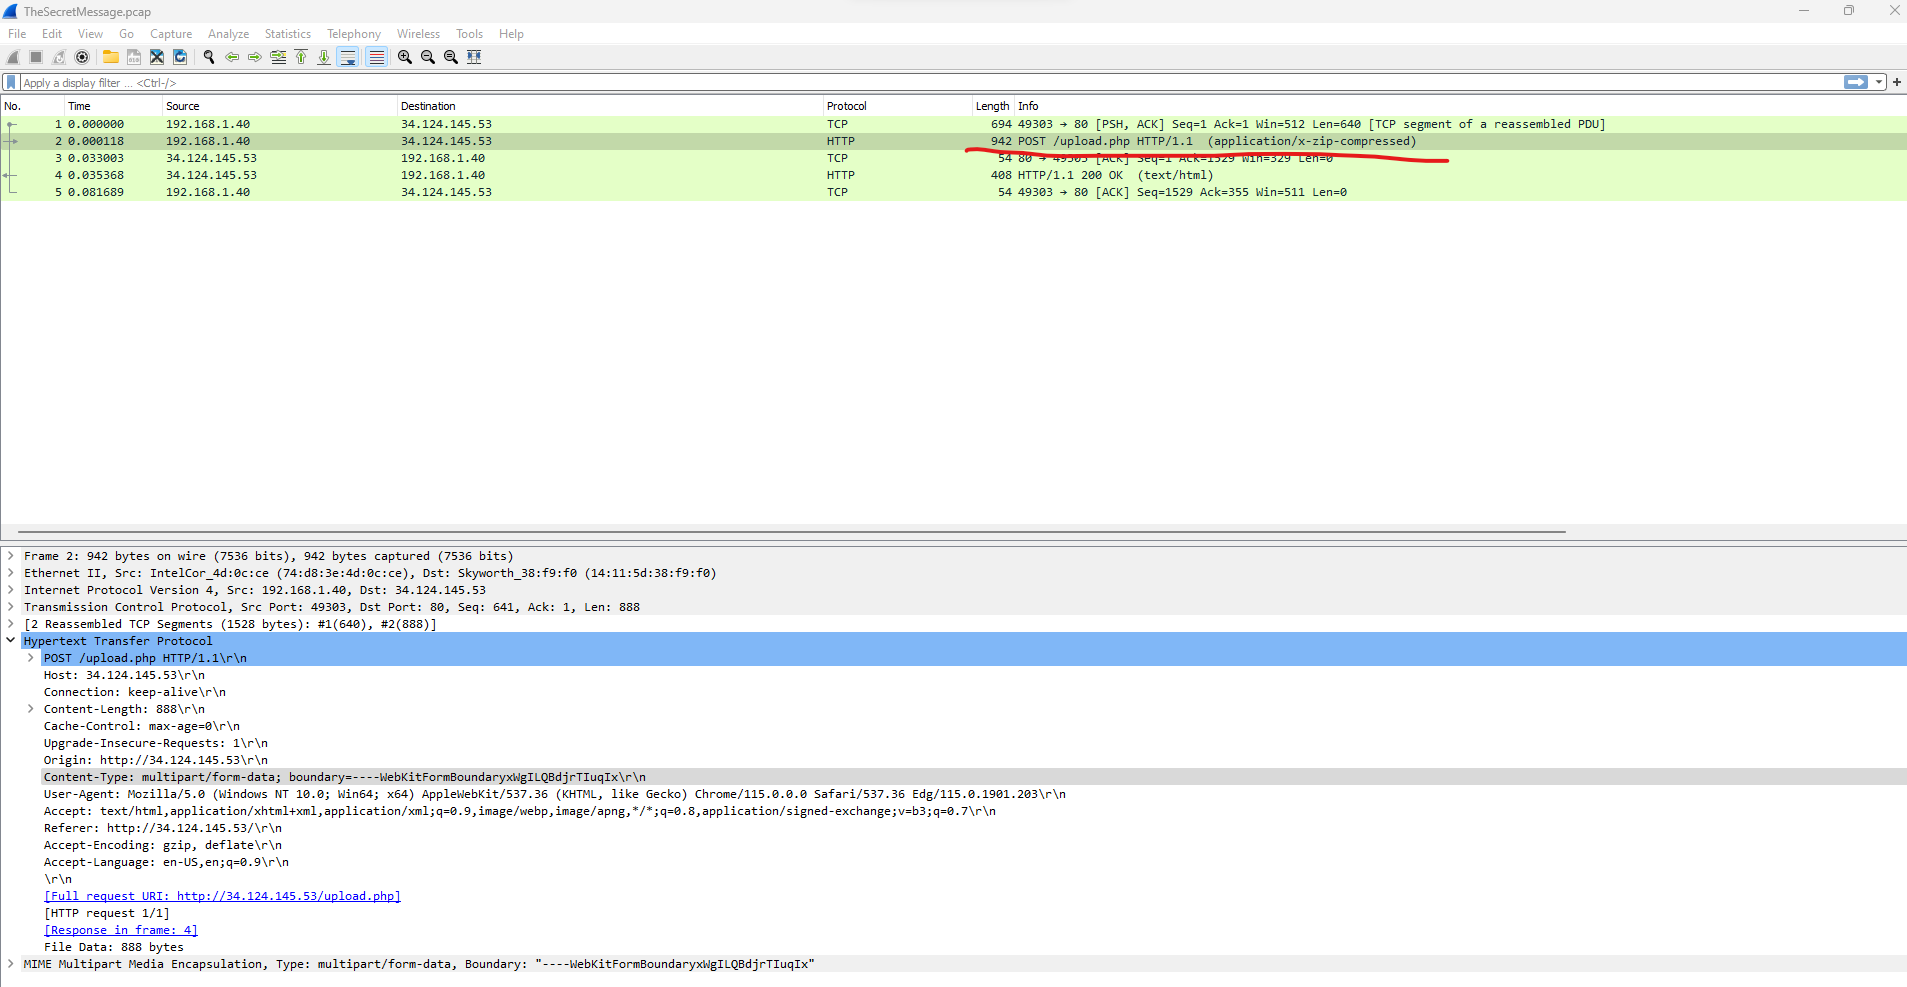 TheSecretMessage.pcap
File Edit View Go Capture Analyze Statistics Telephony Wireless Tools Help
Apply a display filter ... <Ctrl-/>
No. Time Source Destination Protocol Length Info
1 0.000000 192.168.1.40 34.124.145.53 TCP 694 49303 → 80 [PSH, ACK] Seq=1 Ack=1 Win=512 Len=640 [TCP segment of a reassembled PDU]
2 0.000118 192.168.1.40 34.124.145.53 HTTP 942 POST /upload.php HTTP/1.1 (application/x-zip-compressed)
3 0.033003 34.124.145.53 192.168.1.40 TCP 54 80 → 49303 [ACK] Seq=1 Ack=1529 Win=329 Len=0
4 0.035368 34.124.145.53 192.168.1.40 HTTP 408 HTTP/1.1 200 OK (text/html)
5 0.081689 192.168.1.40 34.124.145.53 TCP 54 49303 → 80 [ACK] Seq=1529 Ack=355 Win=511 Len=0
Frame 2: 942 bytes on wire (7536 bits), 942 bytes captured (7536 bits)
Ethernet II, Src: IntelCor_4d:0c:ce (74:d8:3e:4d:0c:ce), Dst: Skyworth_38:f9:f0 (14:11:5d:38:f9:f0)
Internet Protocol Version 4, Src: 192.168.1.40, Dst: 34.124.145.53
Transmission Control Protocol, Src Port: 49303, Dst Port: 80, Seq: 641, Ack: 1, Len: 888
[2 Reassembled TCP Segments (1528 bytes): #1(640), #2(888)]
Hypertext Transfer Protocol
POST /upload.php HTTP/1.1\r\n
Host: 34.124.145.53\r\n
Connection: keep-alive\r\n
Content-Length: 888\r\n
Cache-Control: max-age=0\r\n
Upgrade-Insecure-Requests: 1\r\n
Origin: http://34.124.145.53\r\n
Content-Type: multipart/form-data; boundary=----WebKitFormBoundaryxWgILQBdjrTIuqIx\r\n
User-Agent: Mozilla/5.0 (Windows NT 10.0; Win64; x64) AppleWebKit/537.36 (KHTML, like Gecko) Chrome/115.0.0.0 Safari/537.36 Edg/115.0.1901.203\r\n
Accept: text/html,application/xhtml+xml,application/xml;q=0.9,image/webp,image/apng,*/*;q=0.8,application/signed-exchange;v=b3;q=0.7\r\n
Referer: http://34.124.145.53/\r\n
Accept-Encoding: gzip, deflate\r\n
Accept-Language: en-US,en;q=0.9\r\n
\r\n
[Full request URI: http://34.124.145.53/upload.php]
[HTTP request 1/1]
[Response in frame: 4]
File Data: 888 bytes
MIME Multipart Media Encapsulation, Type: multipart/form-data, Boundary: "----WebKitFormBoundaryxWgILQBdjrTIuqIx"